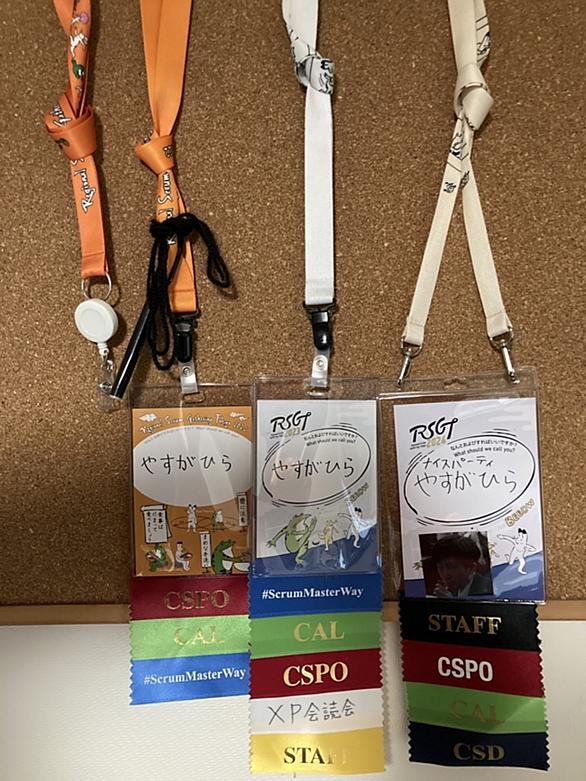 やすがひら
CSPO
CAL
#ScrumMasterWay
RSGT
2023
なんとおよびすればいいですか?
What should we call you?
やすがひら
#ScrumMasterWay
CAL
CSPO
XP会読会
STAFF
RSGT
2024
なんとおよびすればいいですか?
What should we call you?
ナイスパーティ
やすがひら
STAFF
CSPO
CAL
CSD